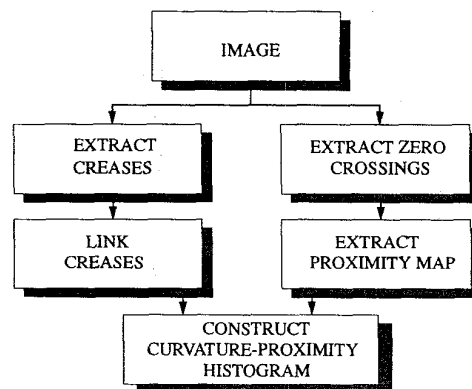 IMAGE
EXTRACT
CREASES
EXTRACT ZERO
CROSSINGS
LINK
CREASES
EXTRACT
PROXIMITY MAP
CONSTRUCT
CURVATURE-PROXIMITY
HISTOGRAM